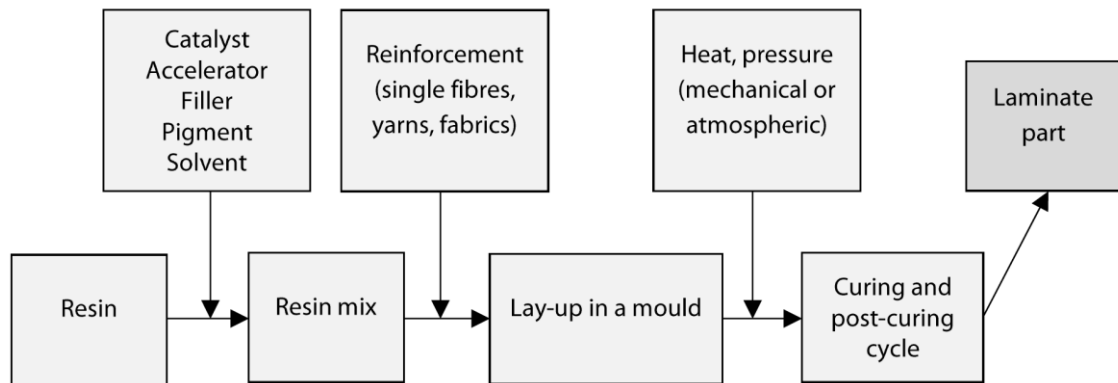 Catalyst
Accelerator
Filler
Pigment
Solvent
Reinforcement
(single fibres,
yarns, fabrics)
Heat, pressure
(mechanical or
atmospheric)
Laminate
part
Resin
Resin mix
Lay-up in a mould
Curing and
post-curing
cycle